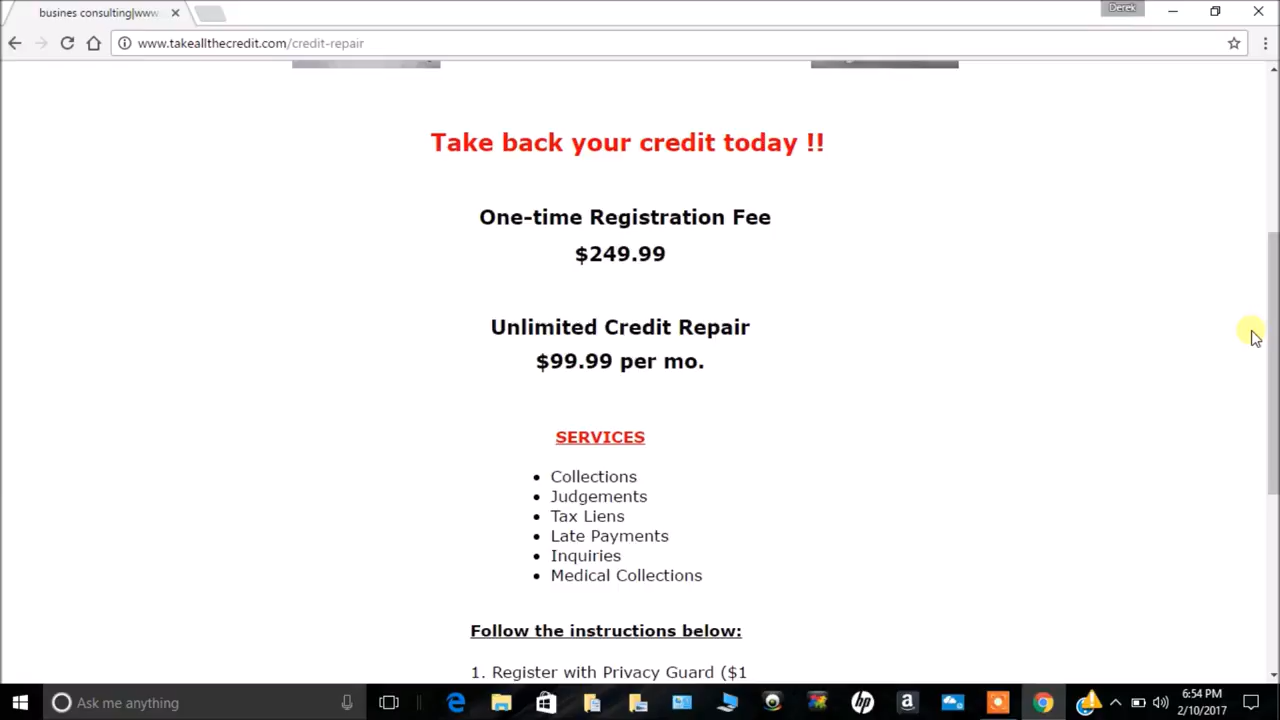 busines consulting|www
Derek
www.takeallthecredit.com/credit-repair
Take back your credit today !!
One-time Registration Fee
$249.99
Unlimited Credit Repair
$99.99 per mo.
SERVICES
Collections
Judgements
Tax Liens
Late Payments
Inquiries
Medical Collections
Follow the instructions below:
1. Register with Privacy Guard ($1
Ask me anything
6:54 PM
2/10/2017